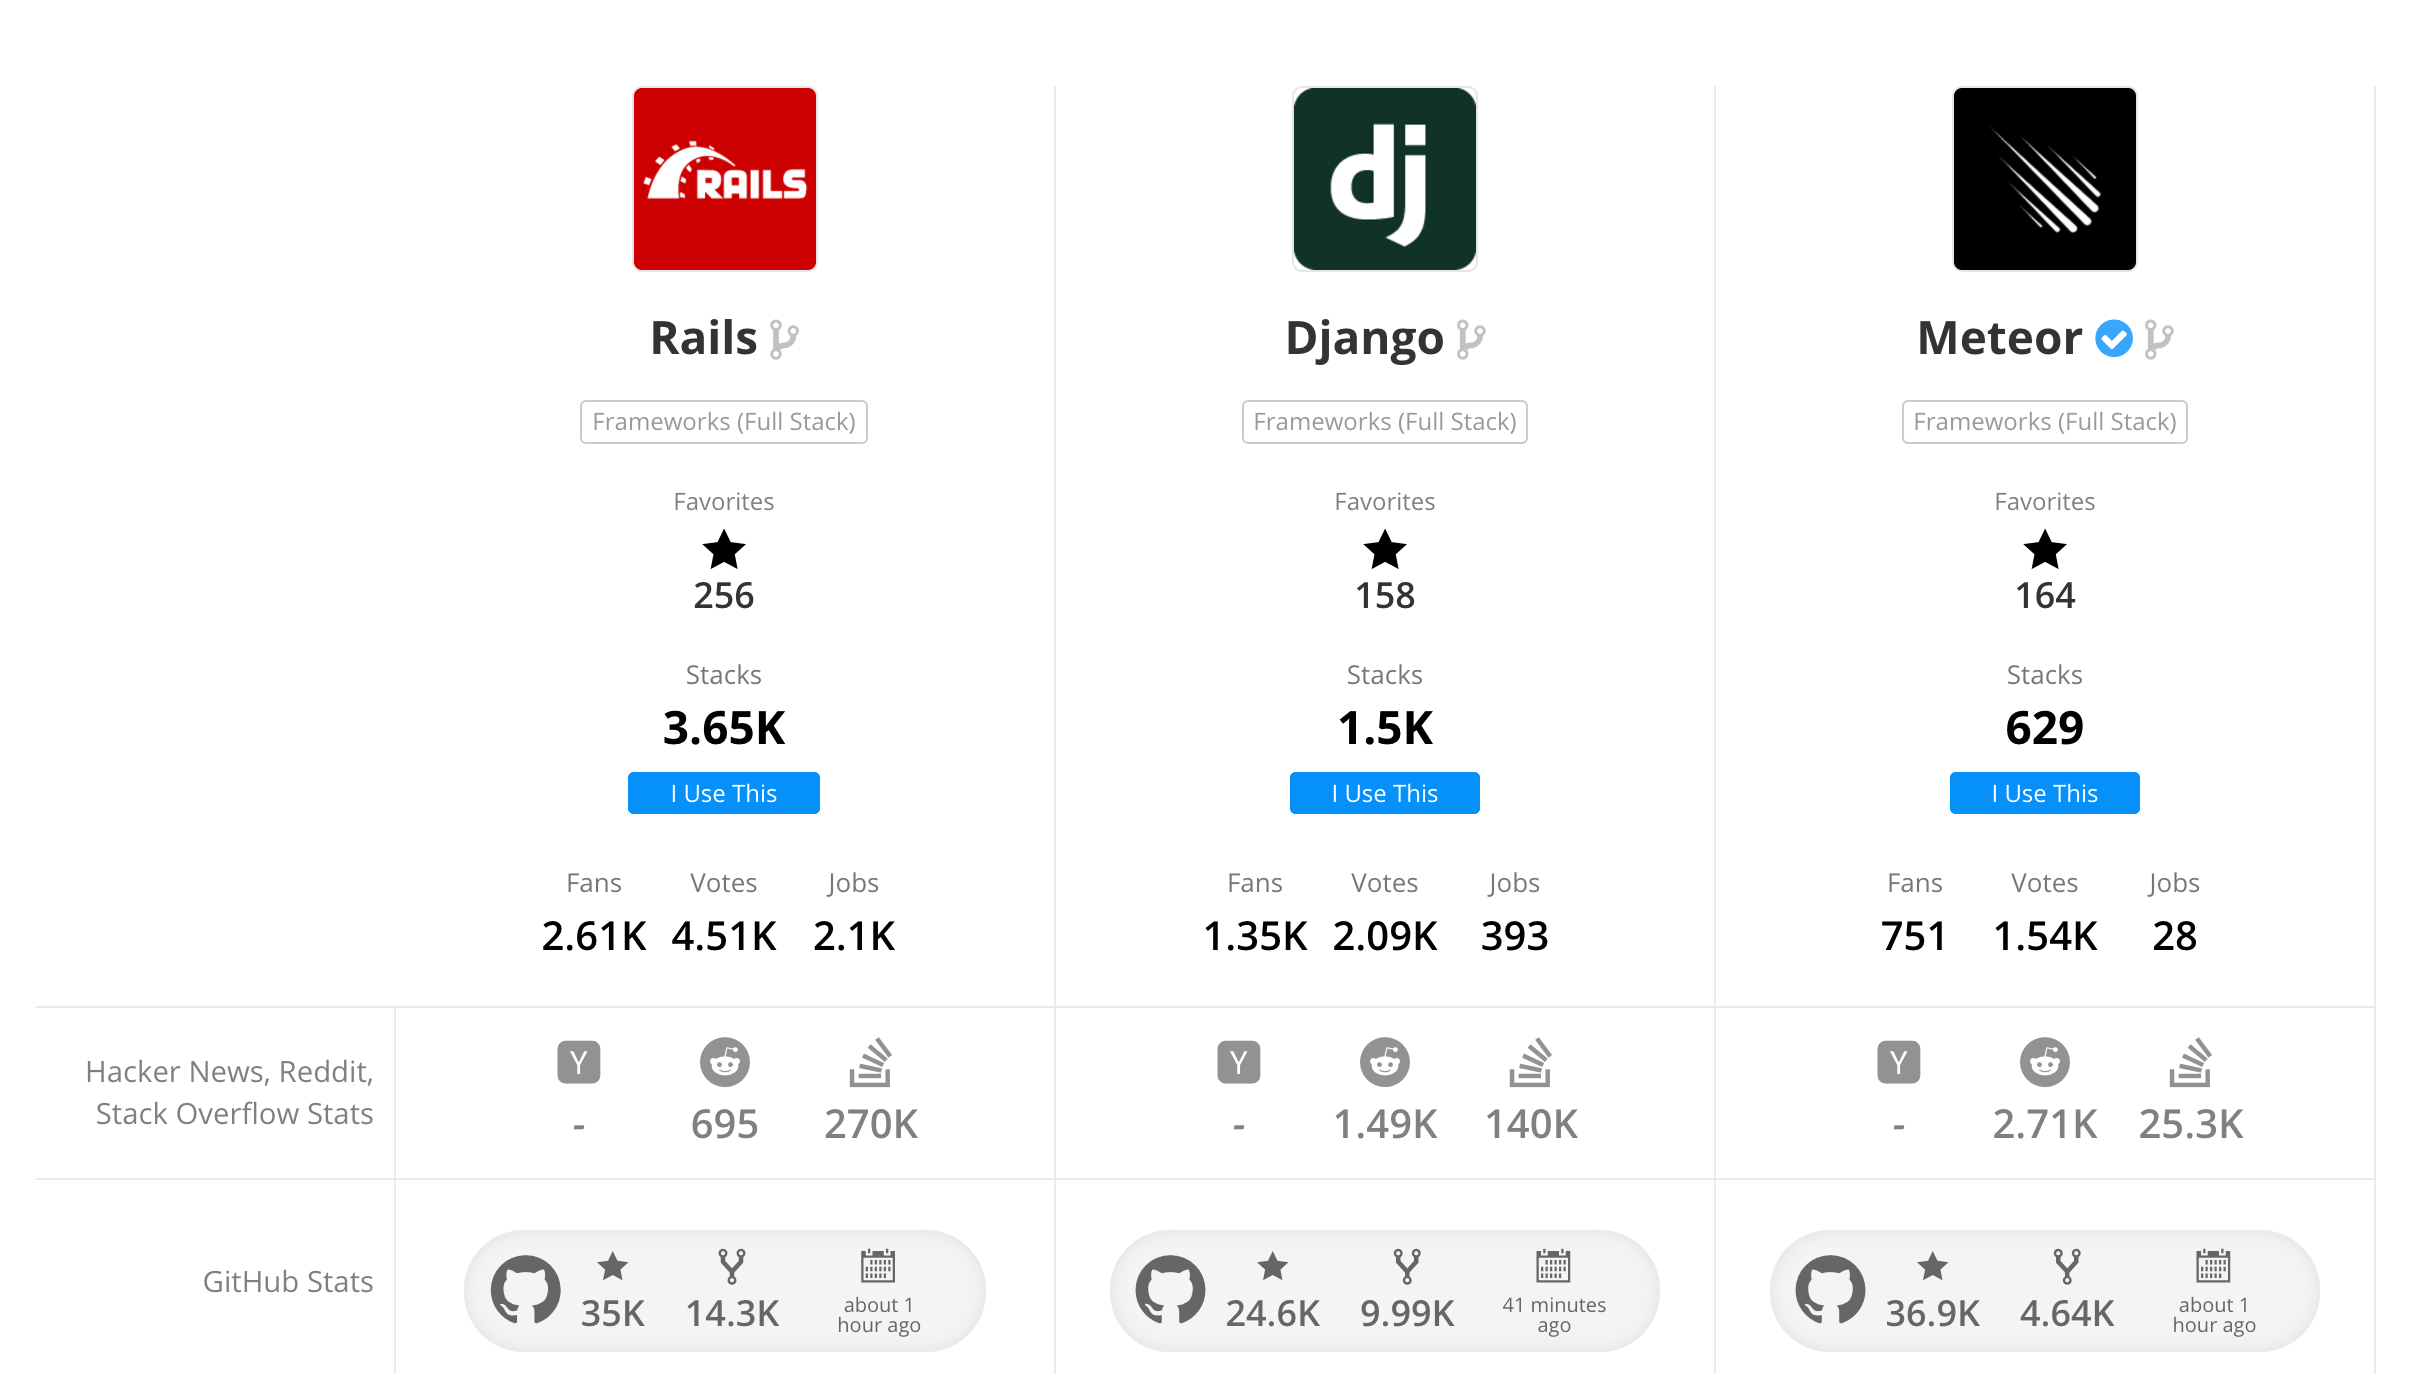 RAILS
dj
Rails
Django
Meteor
Frameworks (Full Stack)
Frameworks (Full Stack)
Frameworks (Full Stack)
Favorites
Favorites
Favorites
256
158
164
Stacks
Stacks
Stacks
3.65K
1.5K
629
I Use This
I Use This
I Use This
Fans Votes Jobs
Fans Votes Jobs
Fans Votes Jobs
2.61K 4.51K 2.1K
1.35K 2.09K 393
751 1.54K 28
Hacker News, Reddit,
Stack Overflow Stats
Y
Y
Y
- 695 270K
- 1.49K 140K
- 2.71K 25.3K
GitHub Stats
35K 14.3K about 1
hour ago
24.6K 9.99K 41 minutes
ago
36.9K 4.64K about 1
hour ago